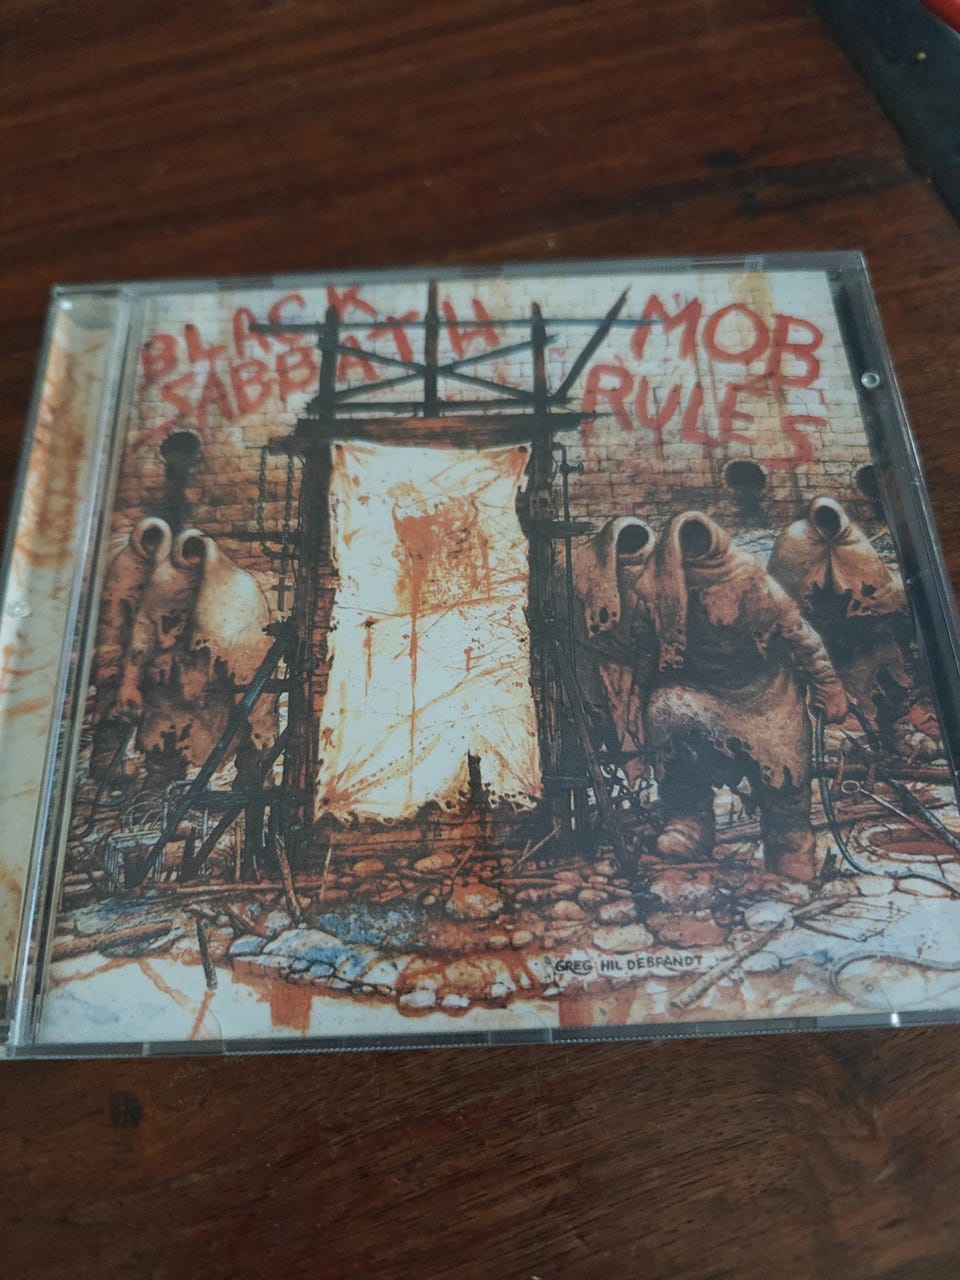 BLACK
SABBATH
MOB
RULES
GREG HILDEBRANDT